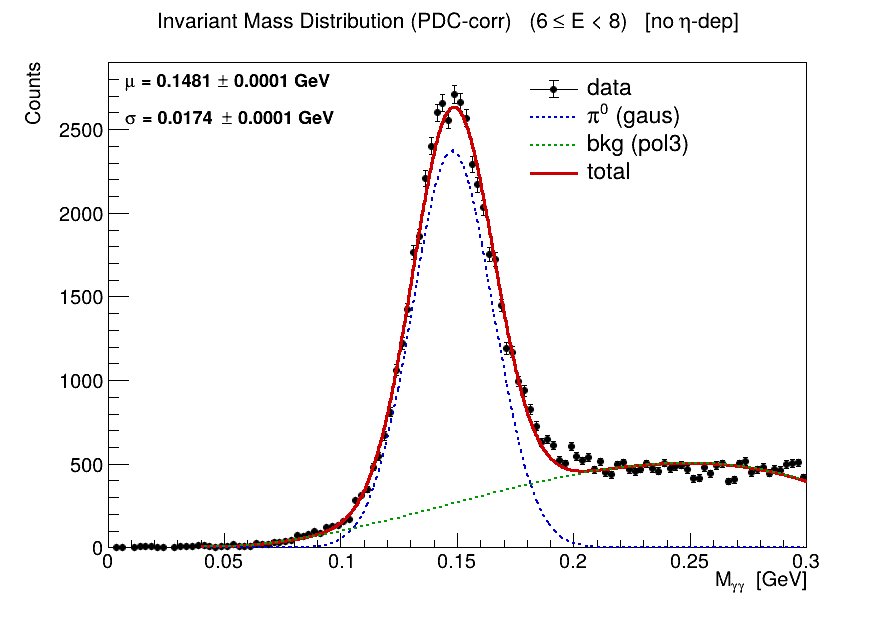 Invariant Mass Distribution (PDC-corr) (6 ≤ E < 8) [no η-dep]
Counts
μ = 0.1481 ± 0.0001 GeV
σ = 0.0174 ± 0.0001 GeV
data
π⁰ (gaus)
bkg (pol3)
total
2500
2000
1500
1000
500
0
0 0.05 0.1 0.15 0.2 0.25 0.3
Mγγ [GeV]